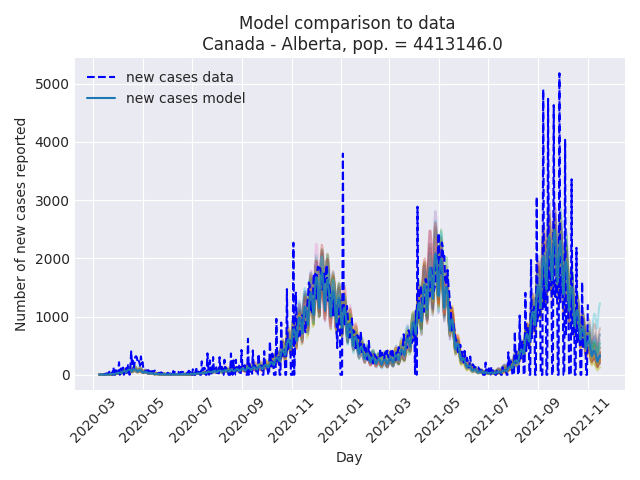 Model comparison to data
Canada - Alberta, pop. = 4413146.0
new cases data
new cases model
Number of new cases reported
5000
4000
3000
2000
1000
0
2020-03
2020-05
2020-07
2020-09
2020-11
2021-01
2021-03
2021-05
2021-07
2021-09
2021-11
Day